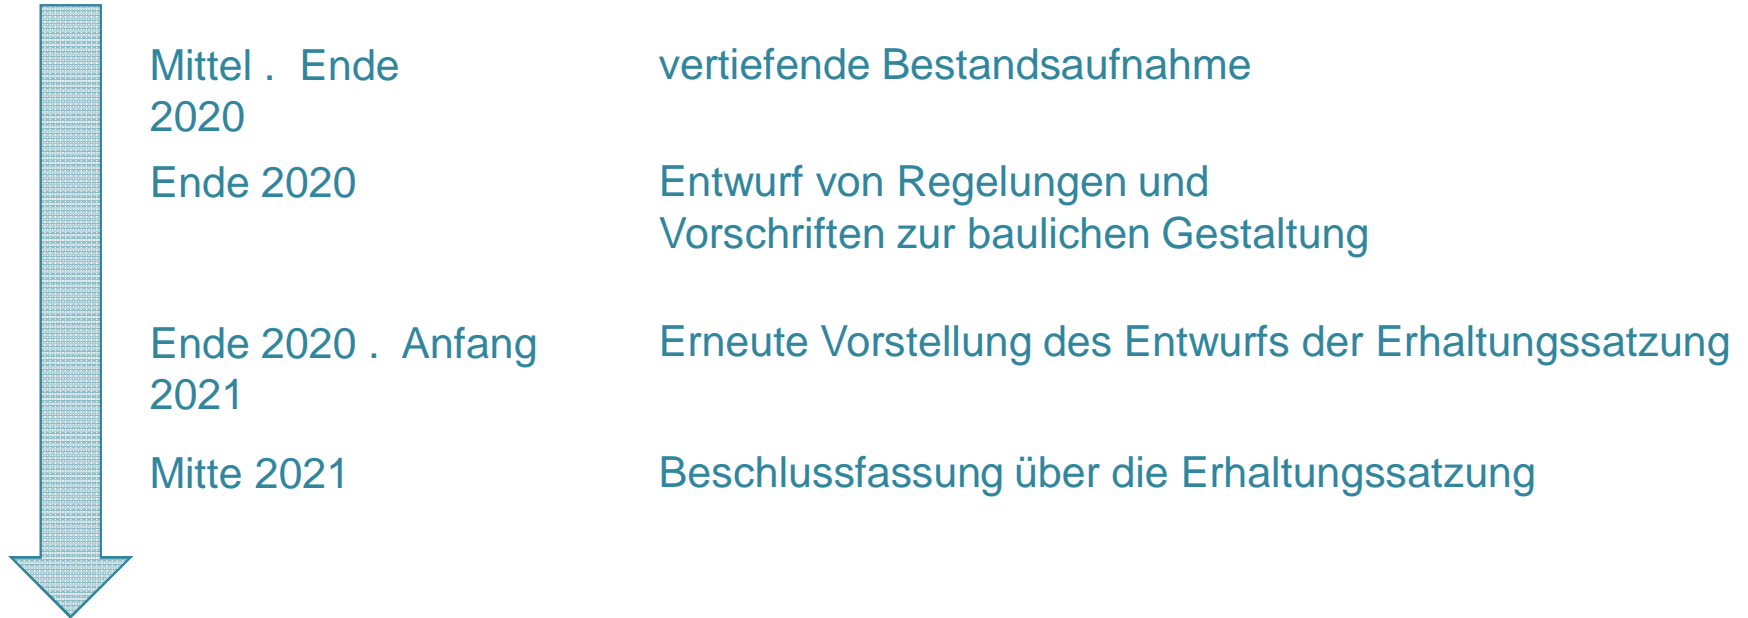 Mittel . Ende
2020
vertiefende Bestandsaufnahme
Ende 2020
Entwurf von Regelungen und
Vorschriften zur baulichen Gestaltung
Ende 2020 . Anfang
2021
Erneute Vorstellung des Entwurfs der Erhaltungssatzung
Mitte 2021
Beschlussfassung über die Erhaltungssatzung